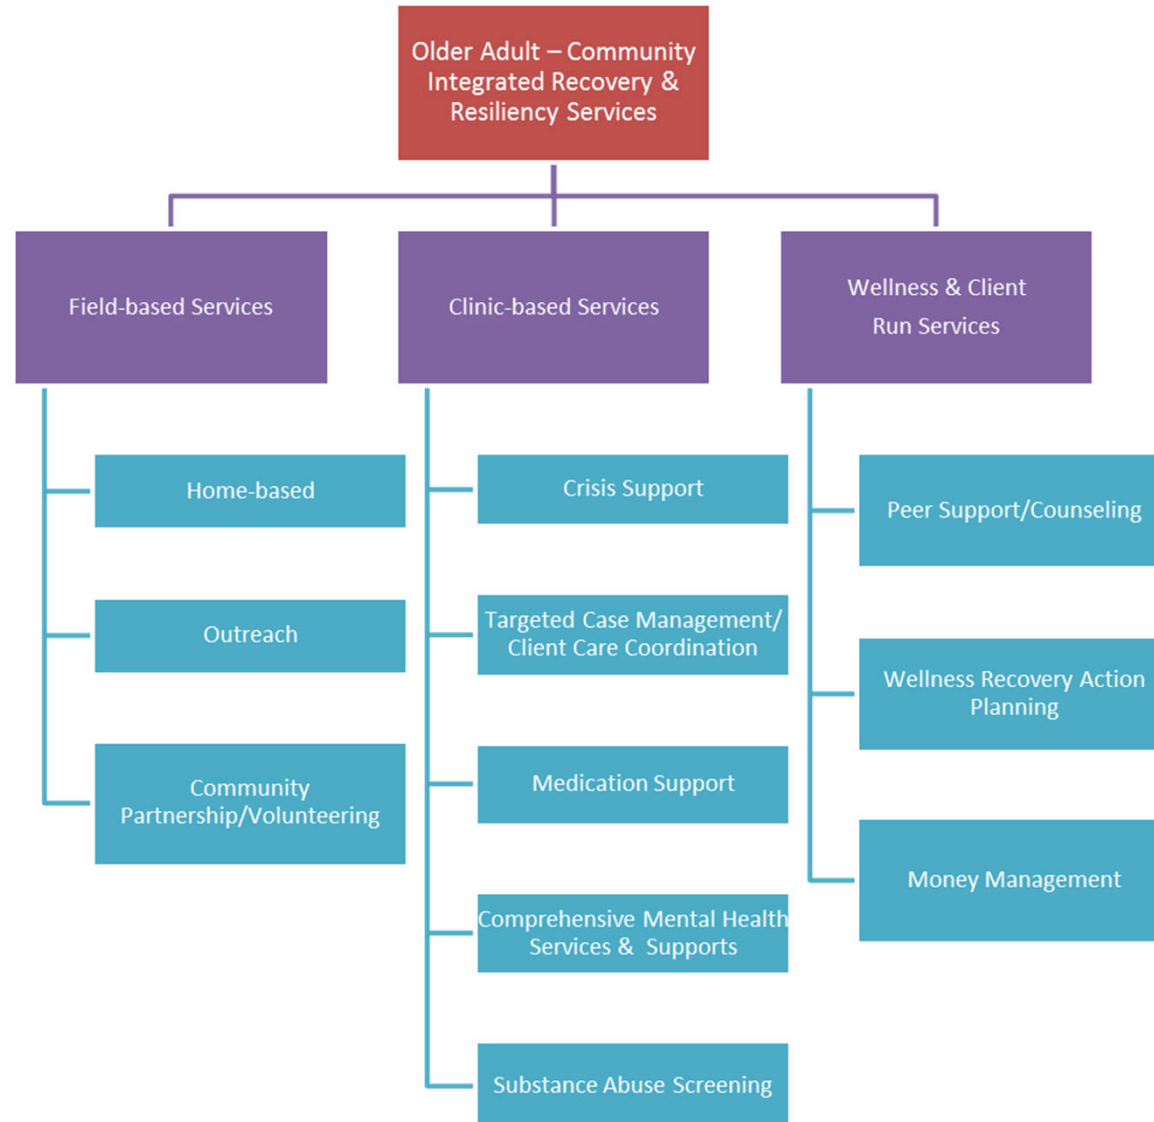 Older Adult – Community
Integrated Recovery &
Resiliency Services
Field-based Services
Clinic-based Services
Wellness & Client
Run Services
Home-based
Outreach
Community
Partnership/Volunteering
Crisis Support
Targeted Case Management/
Client Care Coordination
Medication Support
Comprehensive Mental Health
Services & Supports
Substance Abuse Screening
Peer Support/Counseling
Wellness Recovery Action
Planning
Money Management